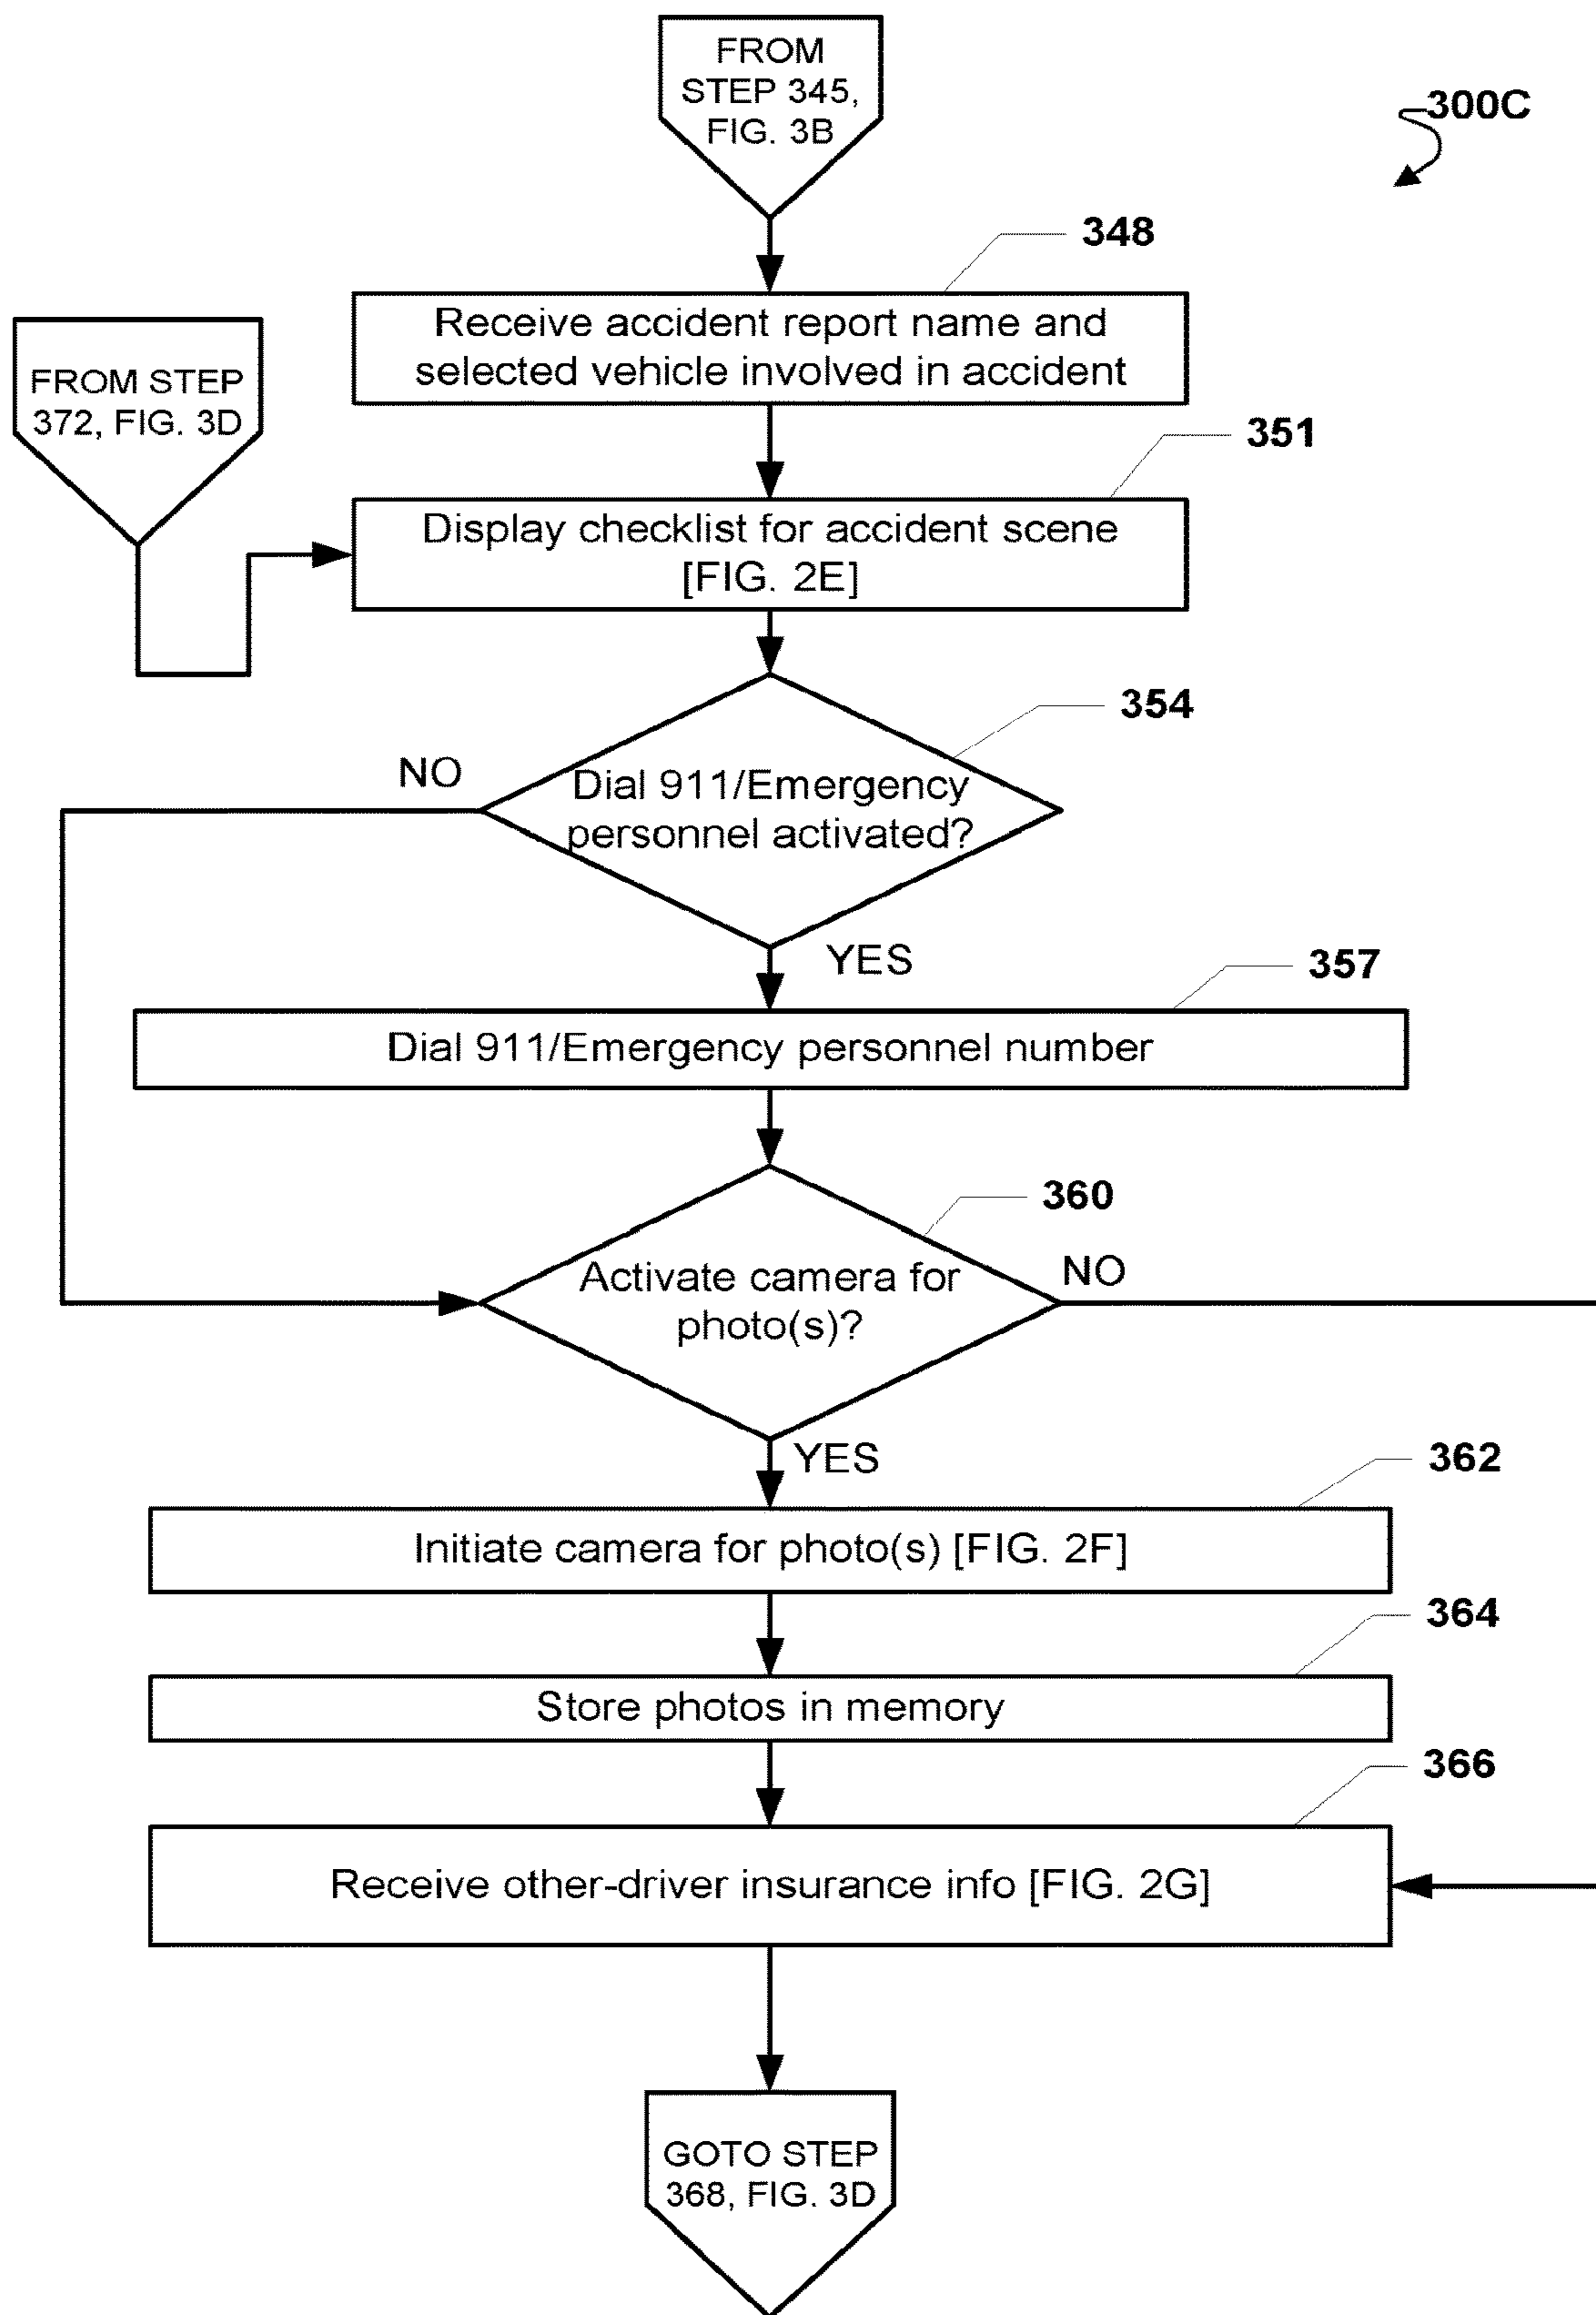 FROM
STEP 345,
FIG. 3B
300C
348
Receive accident report name and
selected vehicle involved in accident
FROM STEP
372, FIG. 3D
351
Display checklist for accident scene
[FIG. 2E]
354
NO
Dial 911/Emergency
personnel activated?
YES
357
Dial 911/Emergency personnel number
360
Activate camera for
photo(s)?
NO
YES
362
Initiate camera for photo(s) [FIG. 2F]
364
Store photos in memory
366
Receive other-driver insurance info [FIG. 2G]
GOTO STEP
368, FIG. 3D